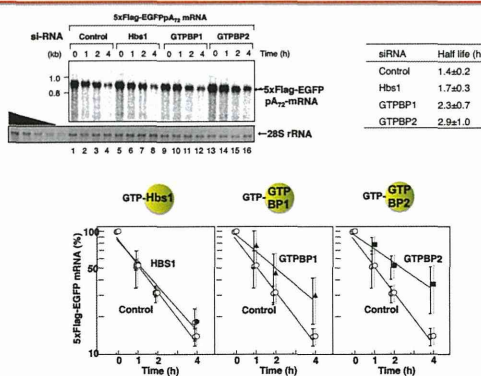 5xFlag-EGFPpA72 mRNA
si-RNA Control Hbs1 GTPBP1 GTPBP2
(kb) 0 1 2 4 0 1 2 4 0 1 2 4 0 1 2 4 Time (h)
1.0
0.8
5xFlag-EGFP
pA72-mRNA
28S rRNA
1 2 3 4 5 6 7 8 9 10 11 12 13 14 15 16
siRNA Half life (h
Control 1.4±0.2
Hbs1 1.7±0.3
GTPBP1 2.3±0.7
GTPBP2 2.9±1.0
GTP-Hbs1
GTP-GTP BP1
GTP-GTP BP2
5xFlag-EGFP mRNA (%)
100
50
10
HBS1
Control
0 1 2 4
Time (h)
GTPBP1
Control
0 1 2 4
Time (h)
GTPBP2
Control
0 1 2 4
Time (h)